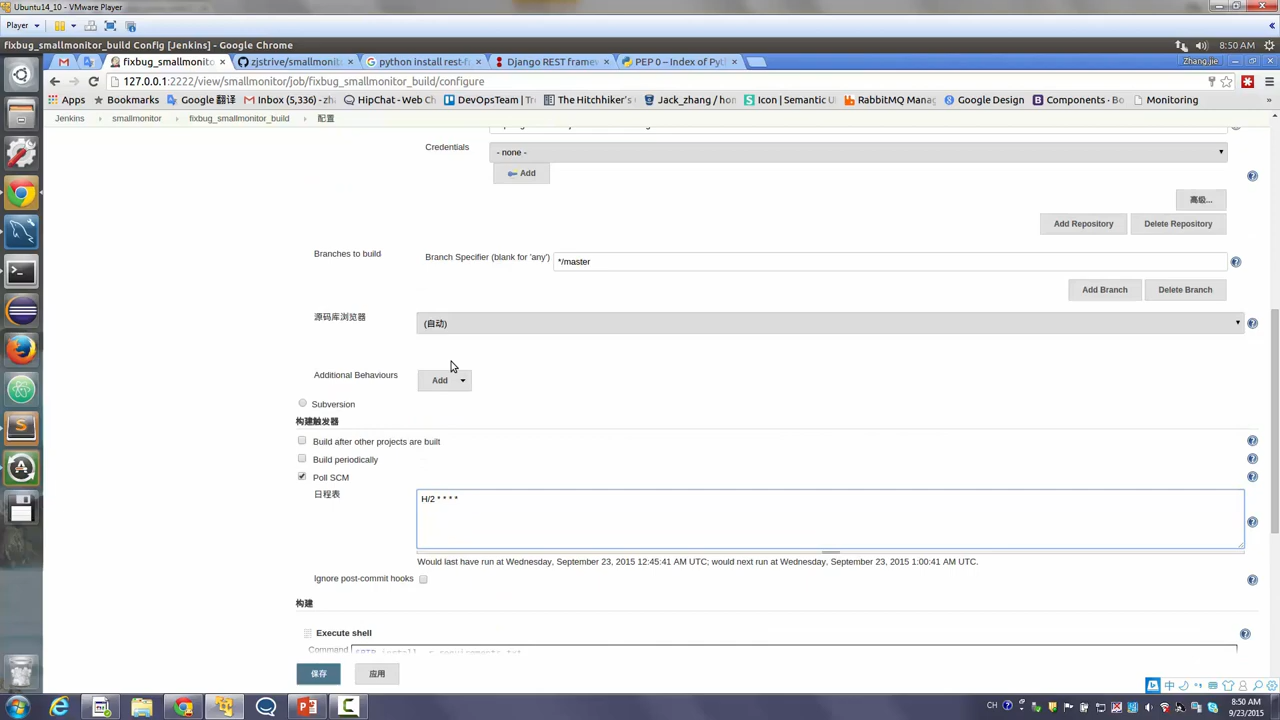 Ubuntu14_10 - VMware Player
Player
fixbug_smallmonitor_build Config [Jenkins] - Google Chrome
8:50 AM
fixbug_smallmonitor_bu
zjstrive/smallmonitor
python install rest-f
Django REST framew
PEP 0 – Index of Pyt
Zhang.jie
127.0.0.1:2222/view/smallmonitor/job/fixbug_smallmonitor_build/configure
Apps
Bookmarks
Google 翻译
Inbox (5,336) - zh
HipChat - Web C
DevOpsTeam | Tr
The Hitchhiker's
Jack_zhang / hom
Icon | Semantic U
RabbitMQ Manag
Google Design
Components · Bo
Monitoring
»
Jenkins
smallmonitor
fixbug_smallmonitor_build
配置
Credentials
- none -
Add
高级...
Add Repository
Delete Repository
Branches to build
Branch Specifier (blank for 'any')
*/master
Add Branch
Delete Branch
源码库浏览器
(自动)
Additional Behaviours
Add
Subversion
构建触发器
Build after other projects are built
Build periodically
Poll SCM
日程表
H/2 * * * *
Would last have run at Wednesday, September 23, 2015 12:45:41 AM UTC; would next run at Wednesday, September 23, 2015 1:00:41 AM UTC.
Ignore post-commit hooks
构建
Execute shell
Command
保存
应用
中
8:50 AM
9/23/2015